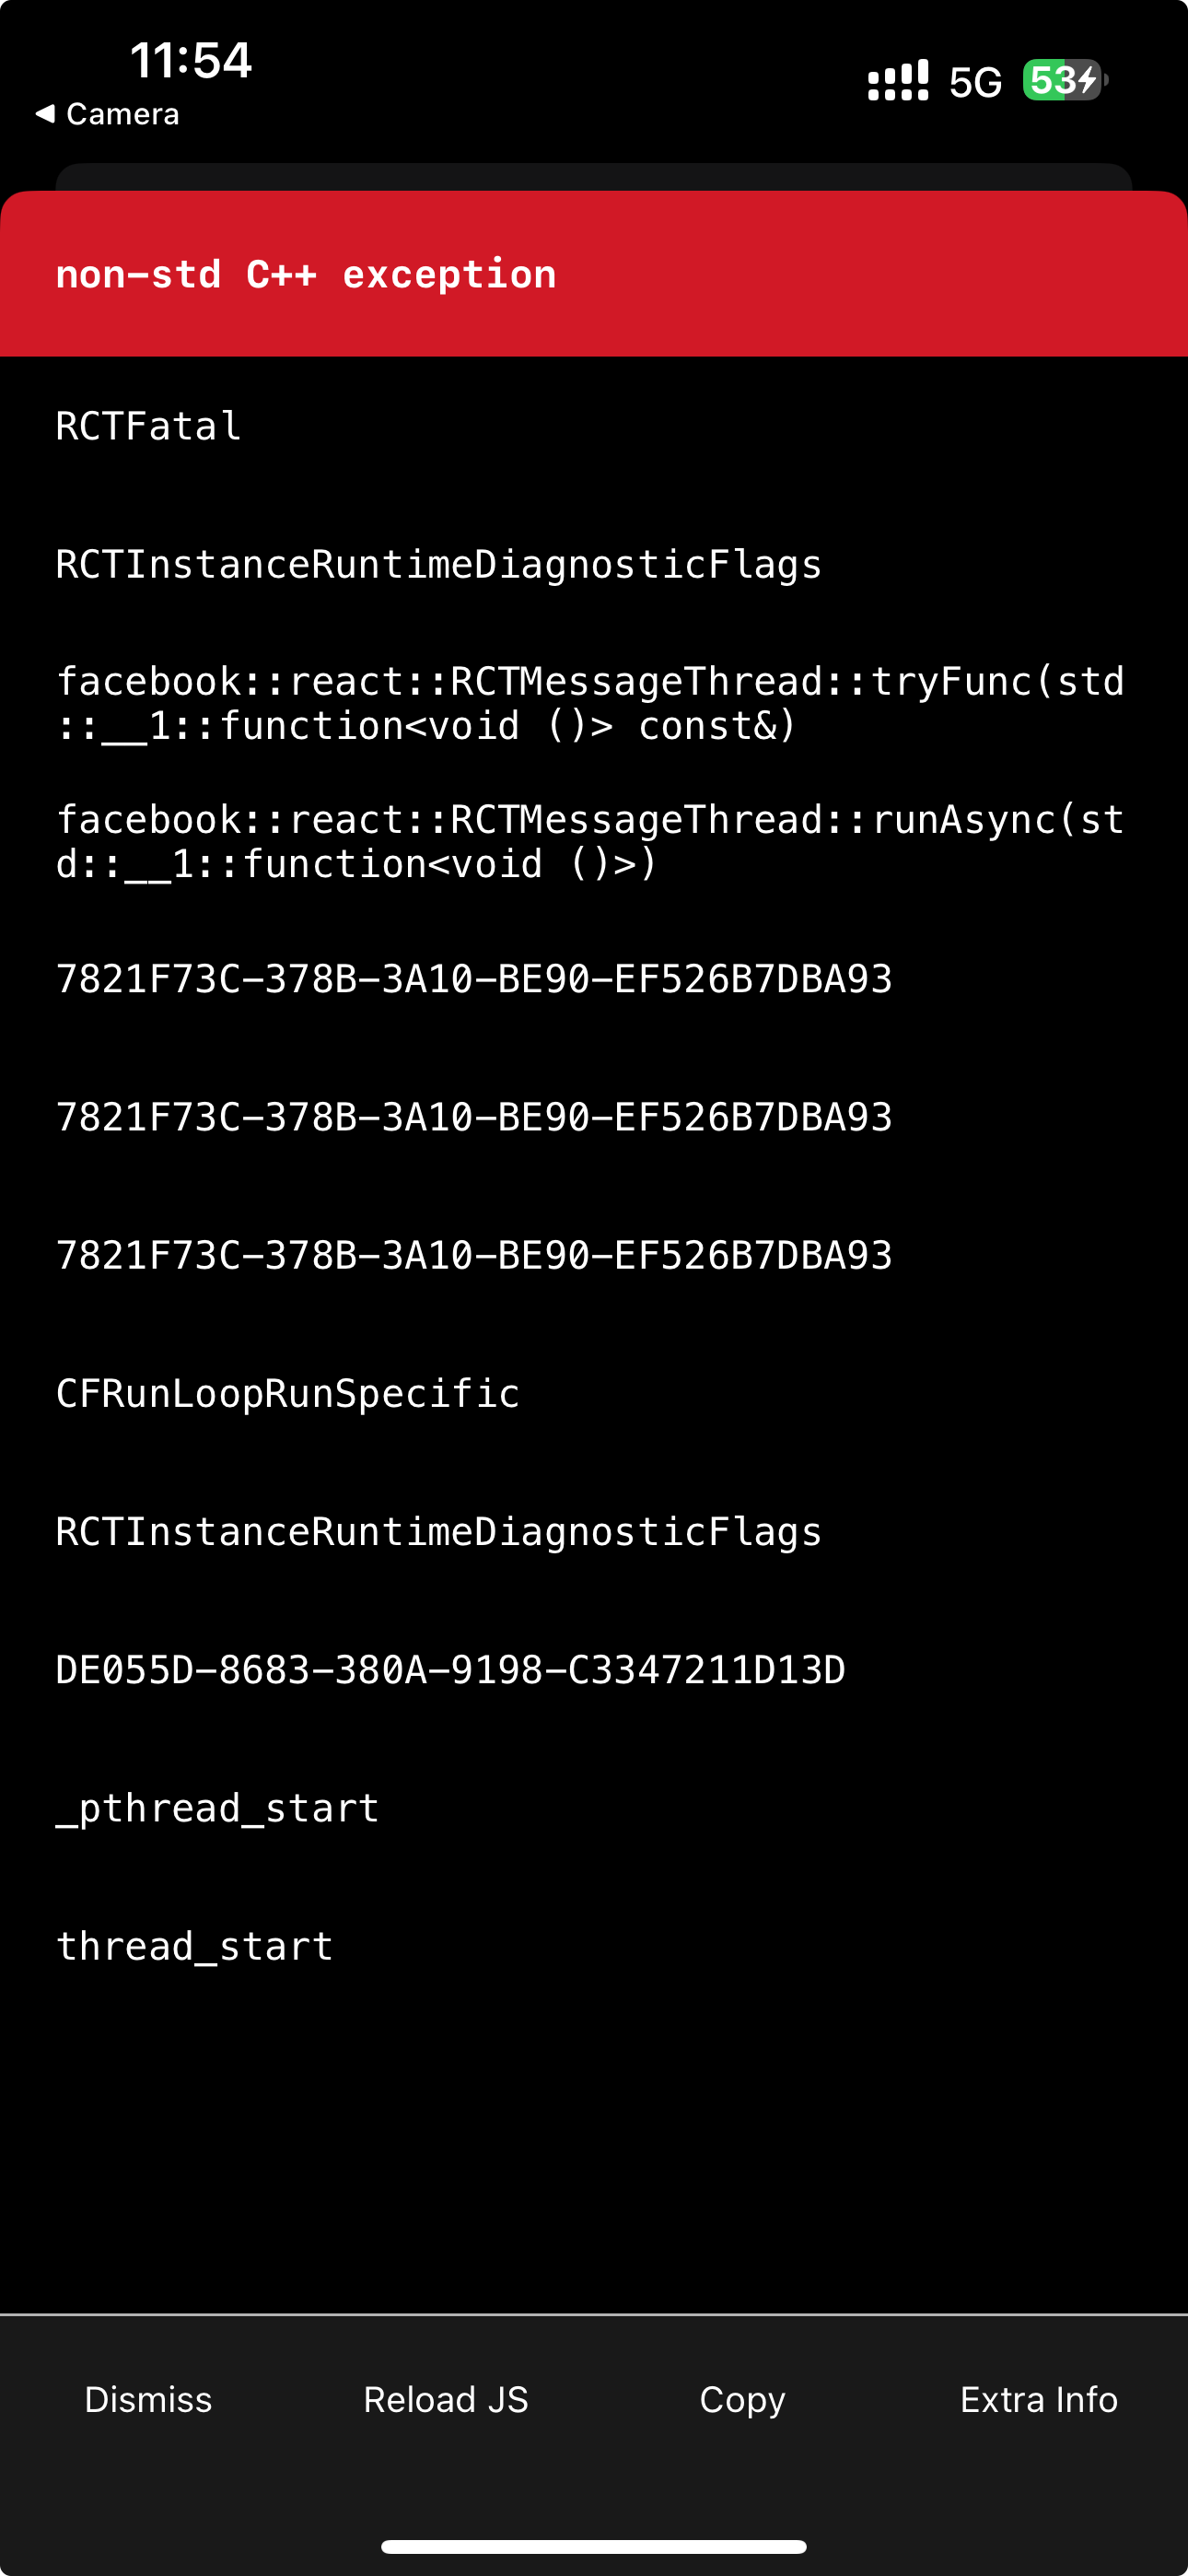 11:54
5G
53
◀ Camera
non-std C++ exception
RCTFatal
RCTInstanceRuntimeDiagnosticFlags
facebook::react::RCTMessageThread::tryFunc(std
::__1::function<void ()> const&)
facebook::react::RCTMessageThread::runAsync(st
d::__1::function<void ()>)
7821F73C-378B-3A10-BE90-EF526B7DBA93
7821F73C-378B-3A10-BE90-EF526B7DBA93
7821F73C-378B-3A10-BE90-EF526B7DBA93
CFRunLoopRunSpecific
RCTInstanceRuntimeDiagnosticFlags
DE055D-8683-380A-9198-C3347211D13D
_pthread_start
thread_start
Dismiss
Reload JS
Copy
Extra Info